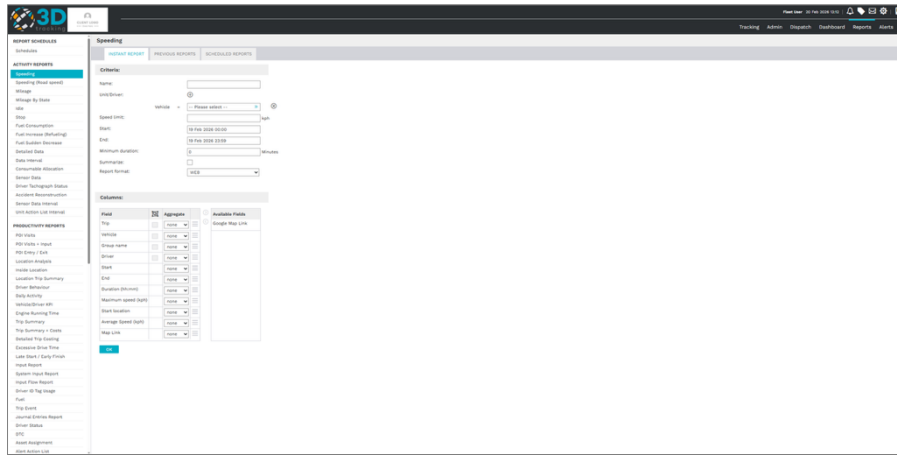 3D
tracking
Fleet User 20 Feb 2026 12:12
Tracking Admin Dispatch Dashboard Reports Alerts
REPORT SCHEDULES
Schedules
ACTIVITY REPORTS
Speeding
Speeding (Road speed)
Mileage
Mileage By State
Idle
Stop
Fuel Consumption
Fuel Increase (Refueling)
Fuel Sudden Decrease
Detailed Data
Data Interval
Consumable Allocation
Sensor Data
Driver Tachograph Status
Accident Reconstruction
Sensor Data Interval
Unit Action List Interval
PRODUCTIVITY REPORTS
POI Visits
POI Visits + Input
POI Entry / Exit
Location Analysis
Inside Location
Location Trip Summary
Driver Behaviour
Daily Activity
Vehicle/Driver KPI
Engine Running Time
Trip Summary
Trip Summary + Costs
Detailed Trip Costing
Excessive Drive Time
Late Start / Early Finish
Input Report
System Input Report
Input Flow Report
Driver ID Tag Usage
Fuel
Trip Event
Journal Entries Report
Driver Status
DTC
Asset Assignment
Alert Action List
Speeding
INSTANT REPORT PREVIOUS REPORTS SCHEDULED REPORTS
Criteria:
Name:
Unit/Driver:
Vehicle = -- Please select --
Speed limit: kph
Start: 19 Feb 2026 00:00
End: 19 Feb 2026 23:59
Minimum duration: 0 Minutes
Summarise:
Report format: WEB
Columns:
Field Aggregate Available Fields
Trip none Google Map Link
Vehicle none
Group name none
Driver none
Start none
End none
Duration (hh:mm) none
Maximum speed (kph) none
Start location none
Average Speed (kph) none
Map Link none
OK